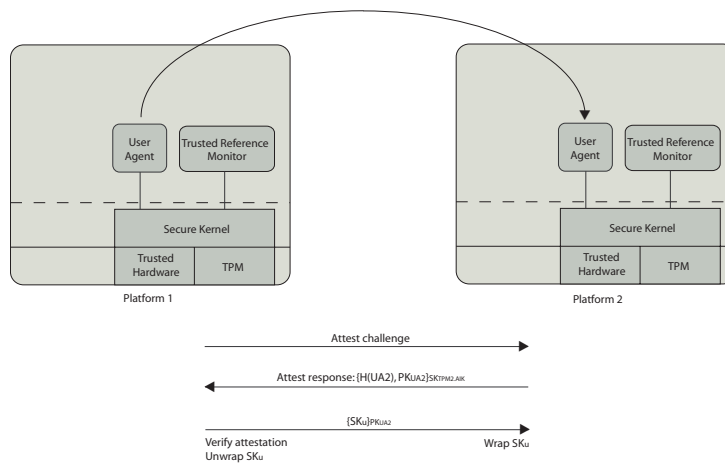 User
Agent
Trusted Reference
Monitor
Secure Kernel
Trusted
Hardware
TPM
Platform 1
User
Agent
Trusted Reference
Monitor
Secure Kernel
Trusted
Hardware
TPM
Platform 2
Attest challenge
Attest response: {H(UA2), PKUA2}SKTPM2.AIK
{SKu}PKUA2
Verify attestation
Unwrap SKu
Wrap SKu